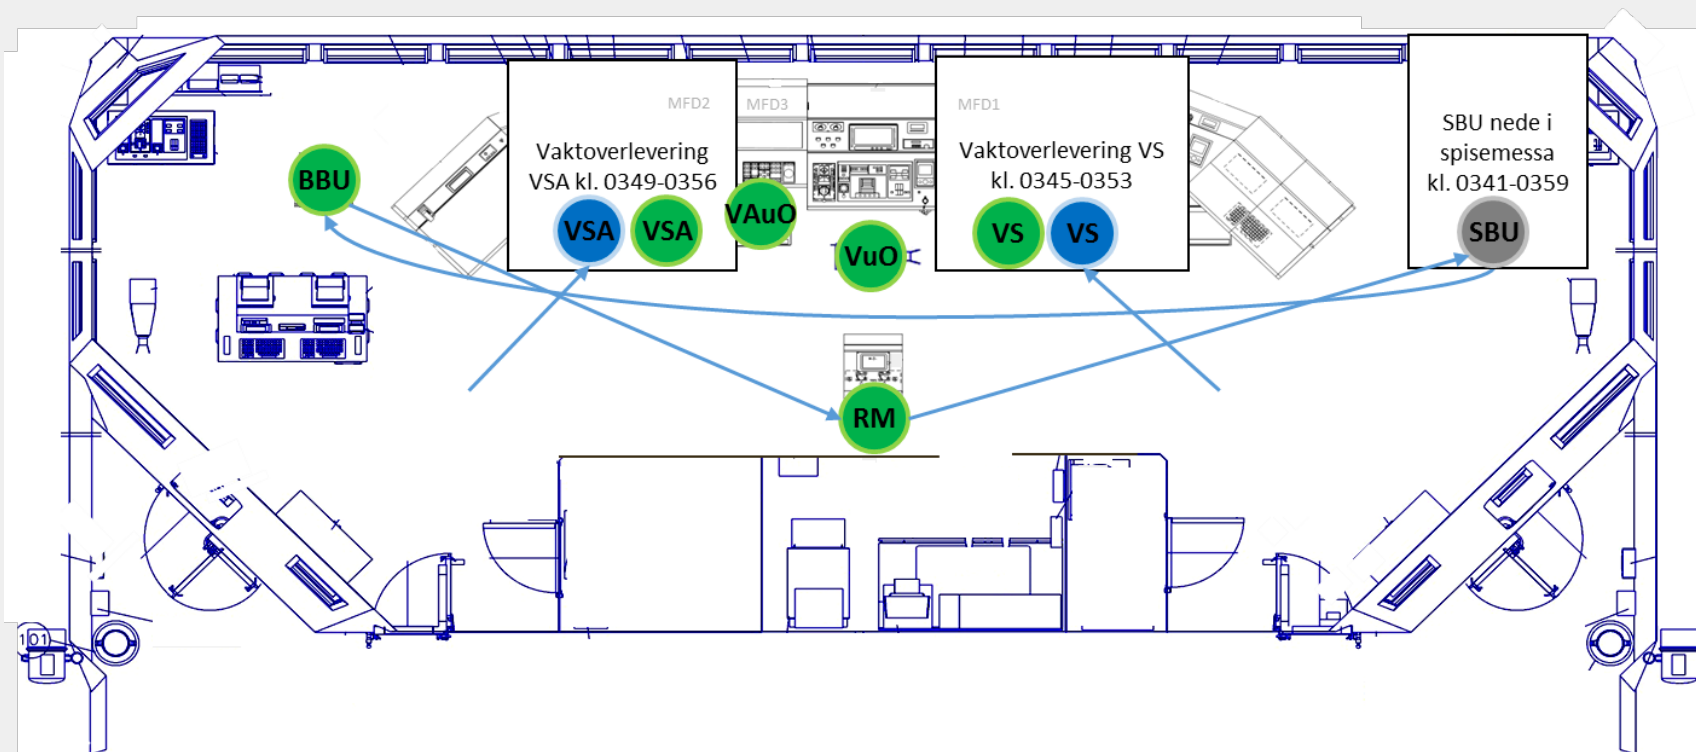 MFD2
MFD3
MFD1
Vaktoverlevering
VSA kl. 0349-0356
Vaktoverlevering VS
kl. 0345-0353
SBU nede i
spisemessa
kl. 0341-0359
BBU
VSA
VSA
VAuO
VuO
VS
VS
SBU
RM
101